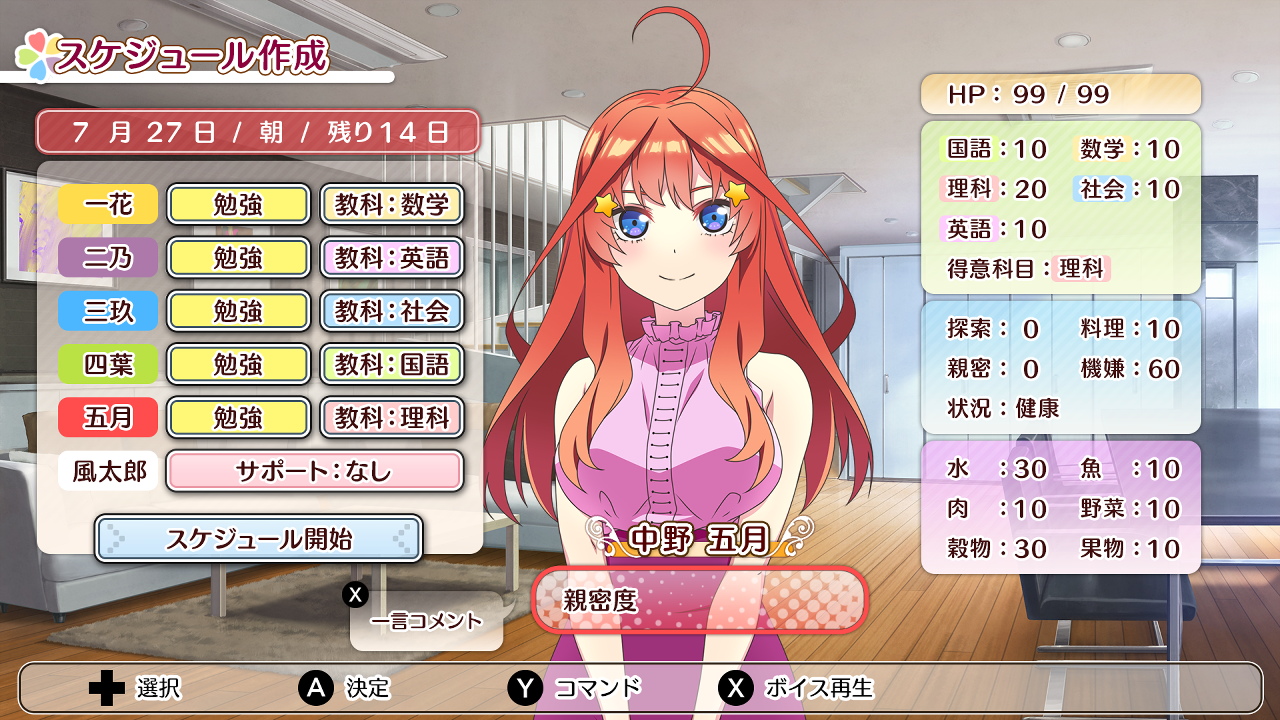 スケジュール作成
7 月 27 日 / 朝 / 残り14 日
一花 勉強 教科:数学
二乃 勉強 教科:英語
三玖 勉強 教科:社会
四葉 勉強 教科:国語
五月 勉強 教科:理科
風太郎 サポート:なし
スケジュール開始
X 一言コメント
中野 五月
親密度
HP: 99 / 99
国語:10 数学:10
理科:20 社会:10
英語:10
得意科目:理科
探索: 0 料理:10
親密: 0 機嫌:60
状況:健康
水 :30 魚 :10
肉 :10 野菜:10
穀物:30 果物:10
選択 A 決定 Y コマンド X ボイス再生